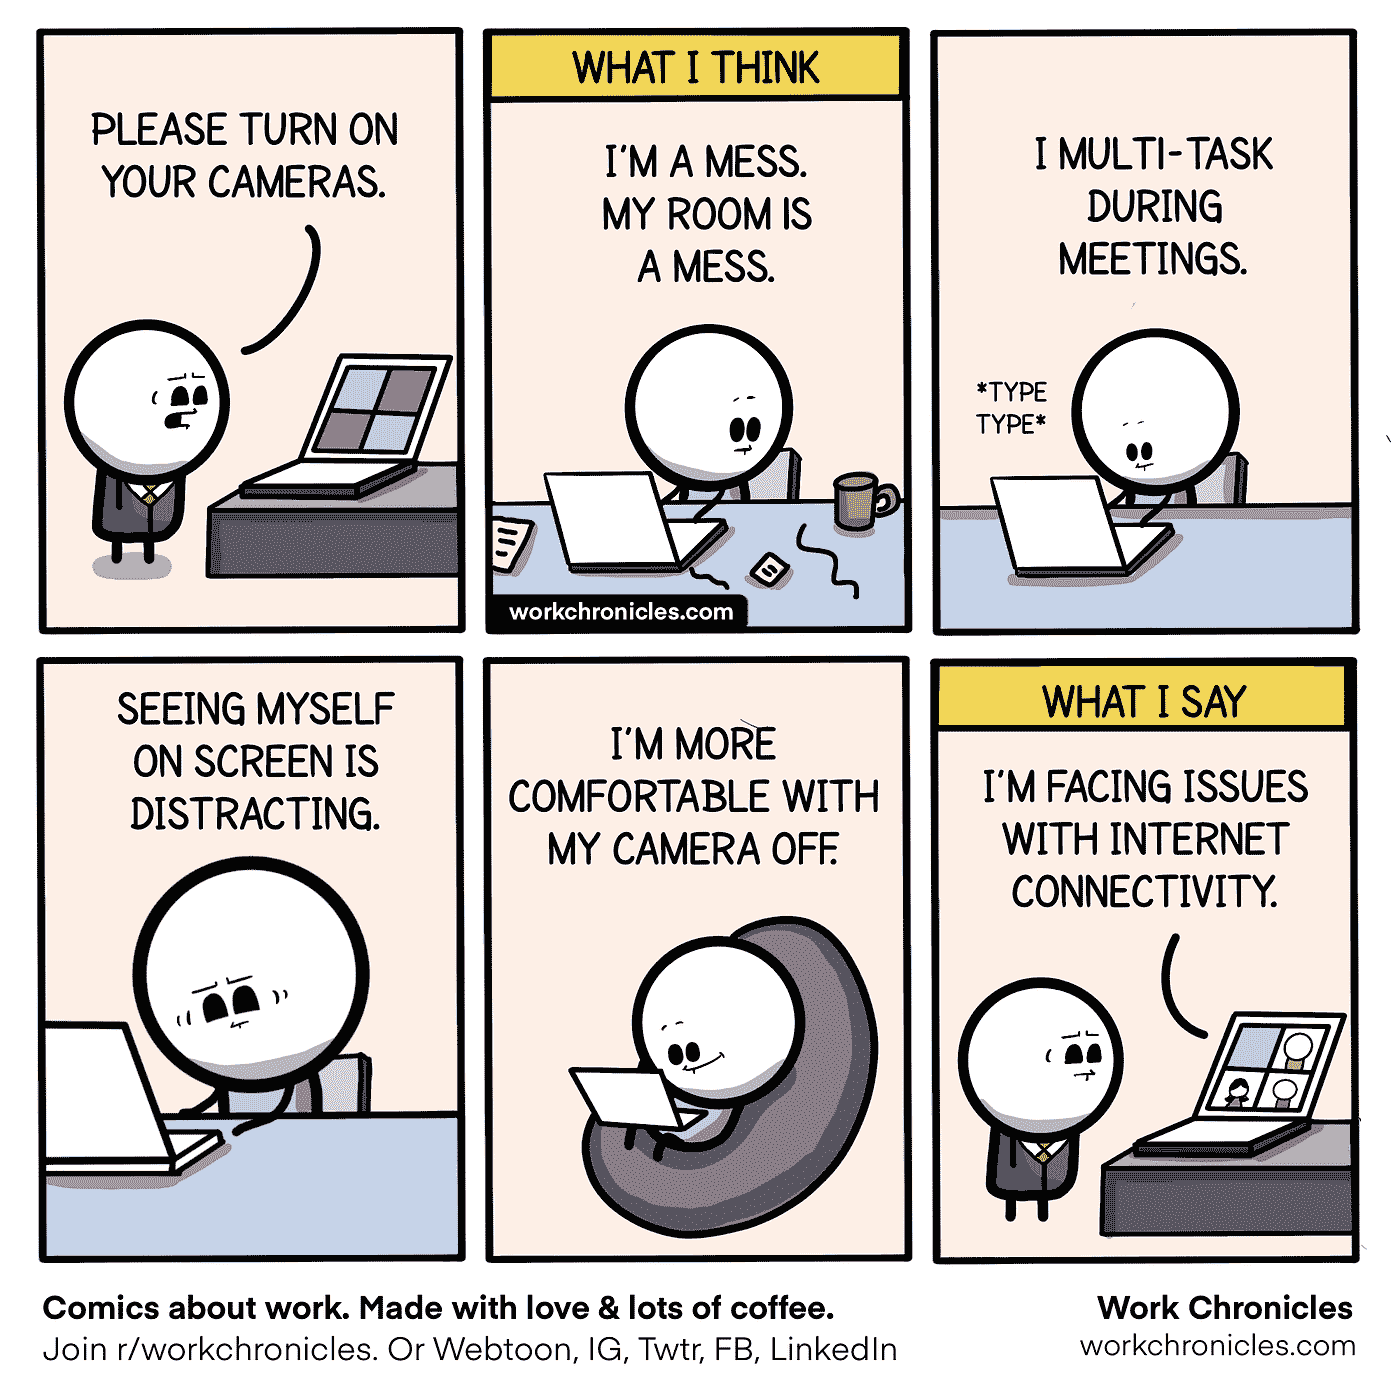 PLEASE TURN ON
YOUR CAMERAS.
WHAT I THINK
I'M A MESS.
MY ROOM IS
A MESS.
workchronicles.com
I MULTI-TASK
DURING
MEETINGS.
*TYPE
TYPE*
SEEING MYSELF
ON SCREEN IS
DISTRACTING.
I'M MORE
COMFORTABLE WITH
MY CAMERA OFF.
WHAT I SAY
I'M FACING ISSUES
WITH INTERNET
CONNECTIVITY.
Comics about work. Made with love & lots of coffee.
Join r/workchronicles. Or Webtoon, IG, Twtr, FB, LinkedIn
Work Chronicles
workchronicles.com